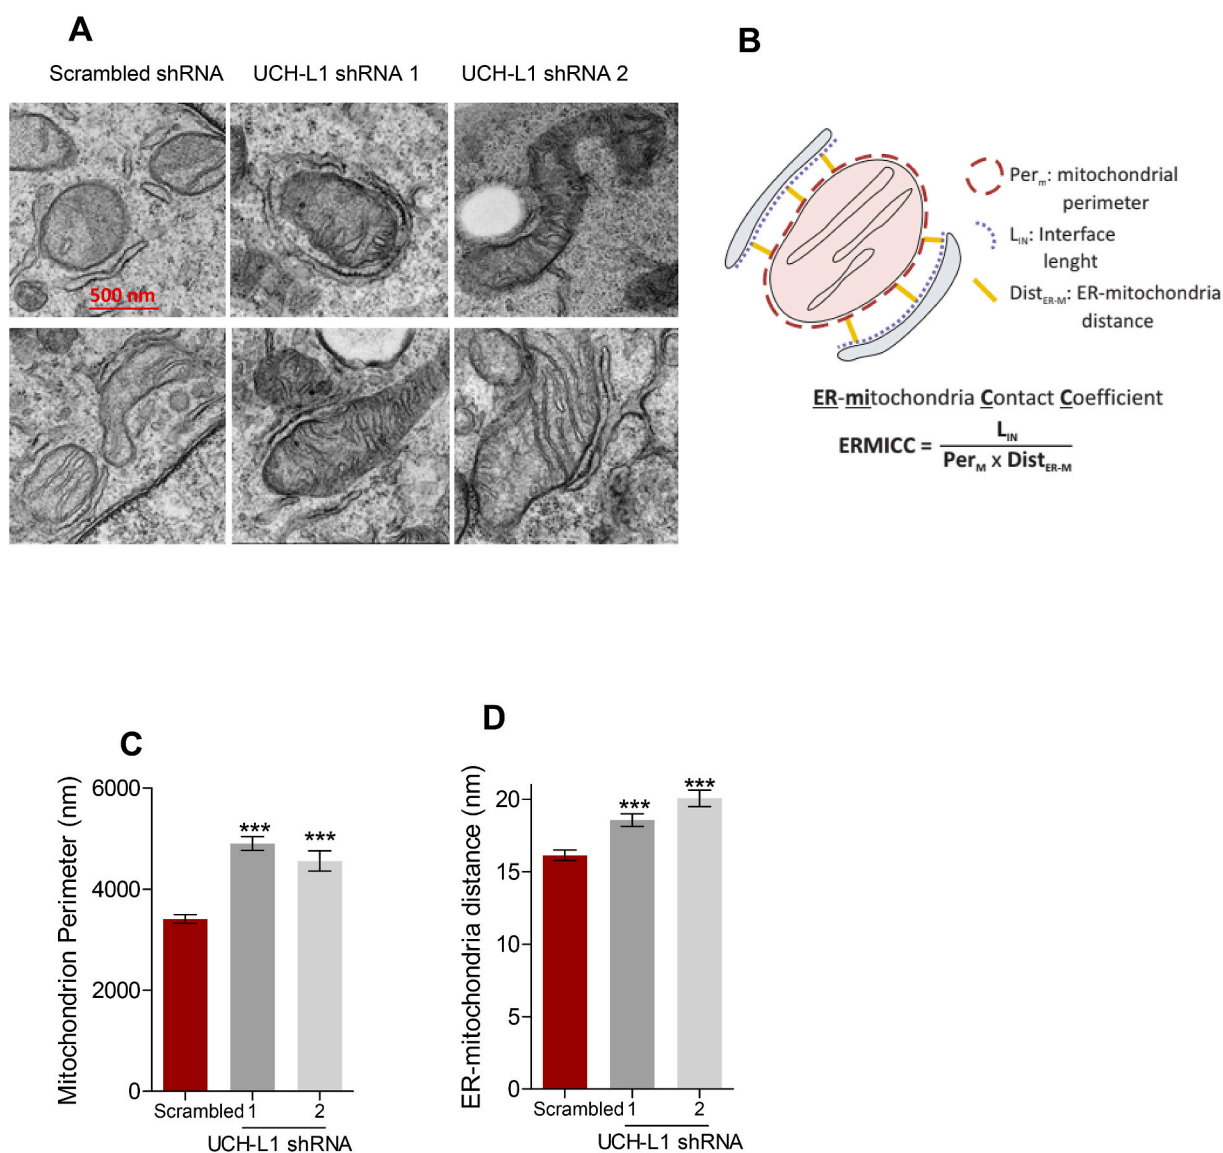 A
Scrambled shRNA
UCH-L1 shRNA 1
UCH-L1 shRNA 2
500 nm
B
Perm: mitochondrial
perimeter
LIN: Interface
lenght
DistER-M: ER-mitochondria
distance
ER-mitochondria Contact Coefficient
ERMICC =
LIN
PerM x DistER-M
C
Mitochondrion Perimeter (nm)
6000
4000
2000
0
***
***
Scrambled
1
2
UCH-L1 shRNA
D
ER-mitochondria distance (nm)
20
15
10
5
0
***
***
Scrambled
1
2
UCH-L1 shRNA